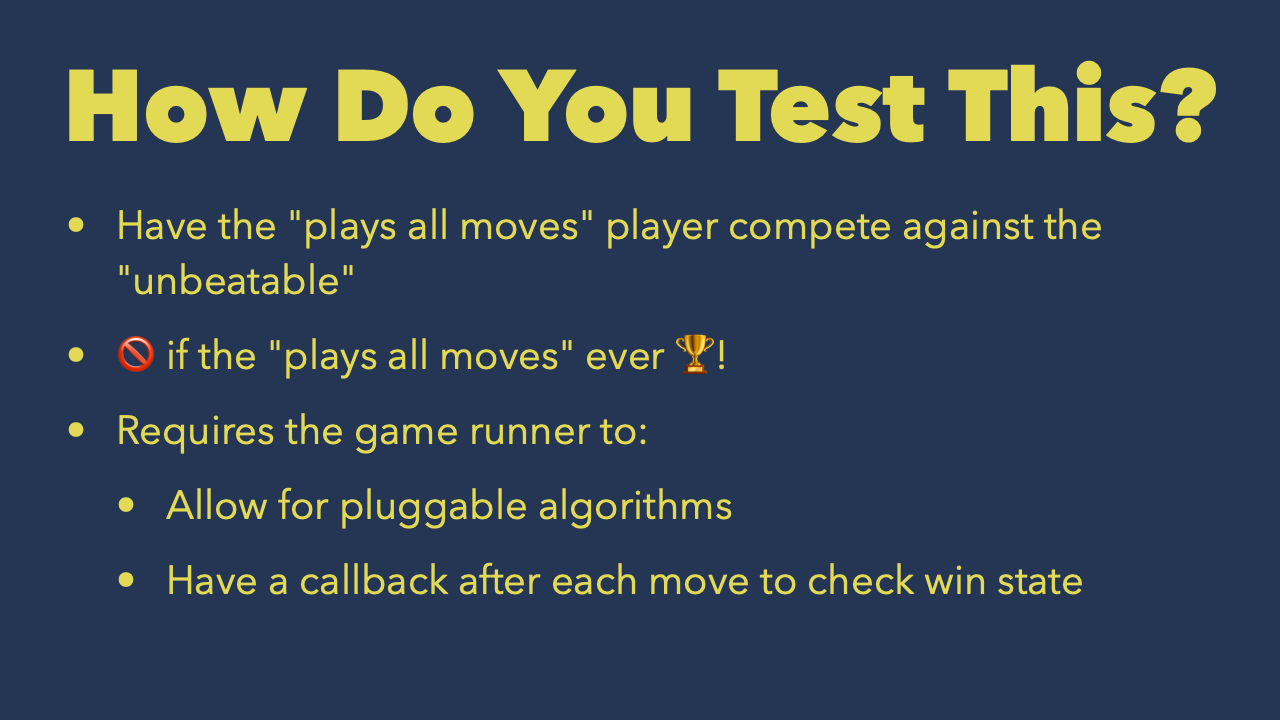 How Do You Test This?
• Have the "plays all moves" player compete against the
"unbeatable"
• 🚫 if the "plays all moves" ever 🏆!
• Requires the game runner to:
• Allow for pluggable algorithms
• Have a callback after each move to check win state